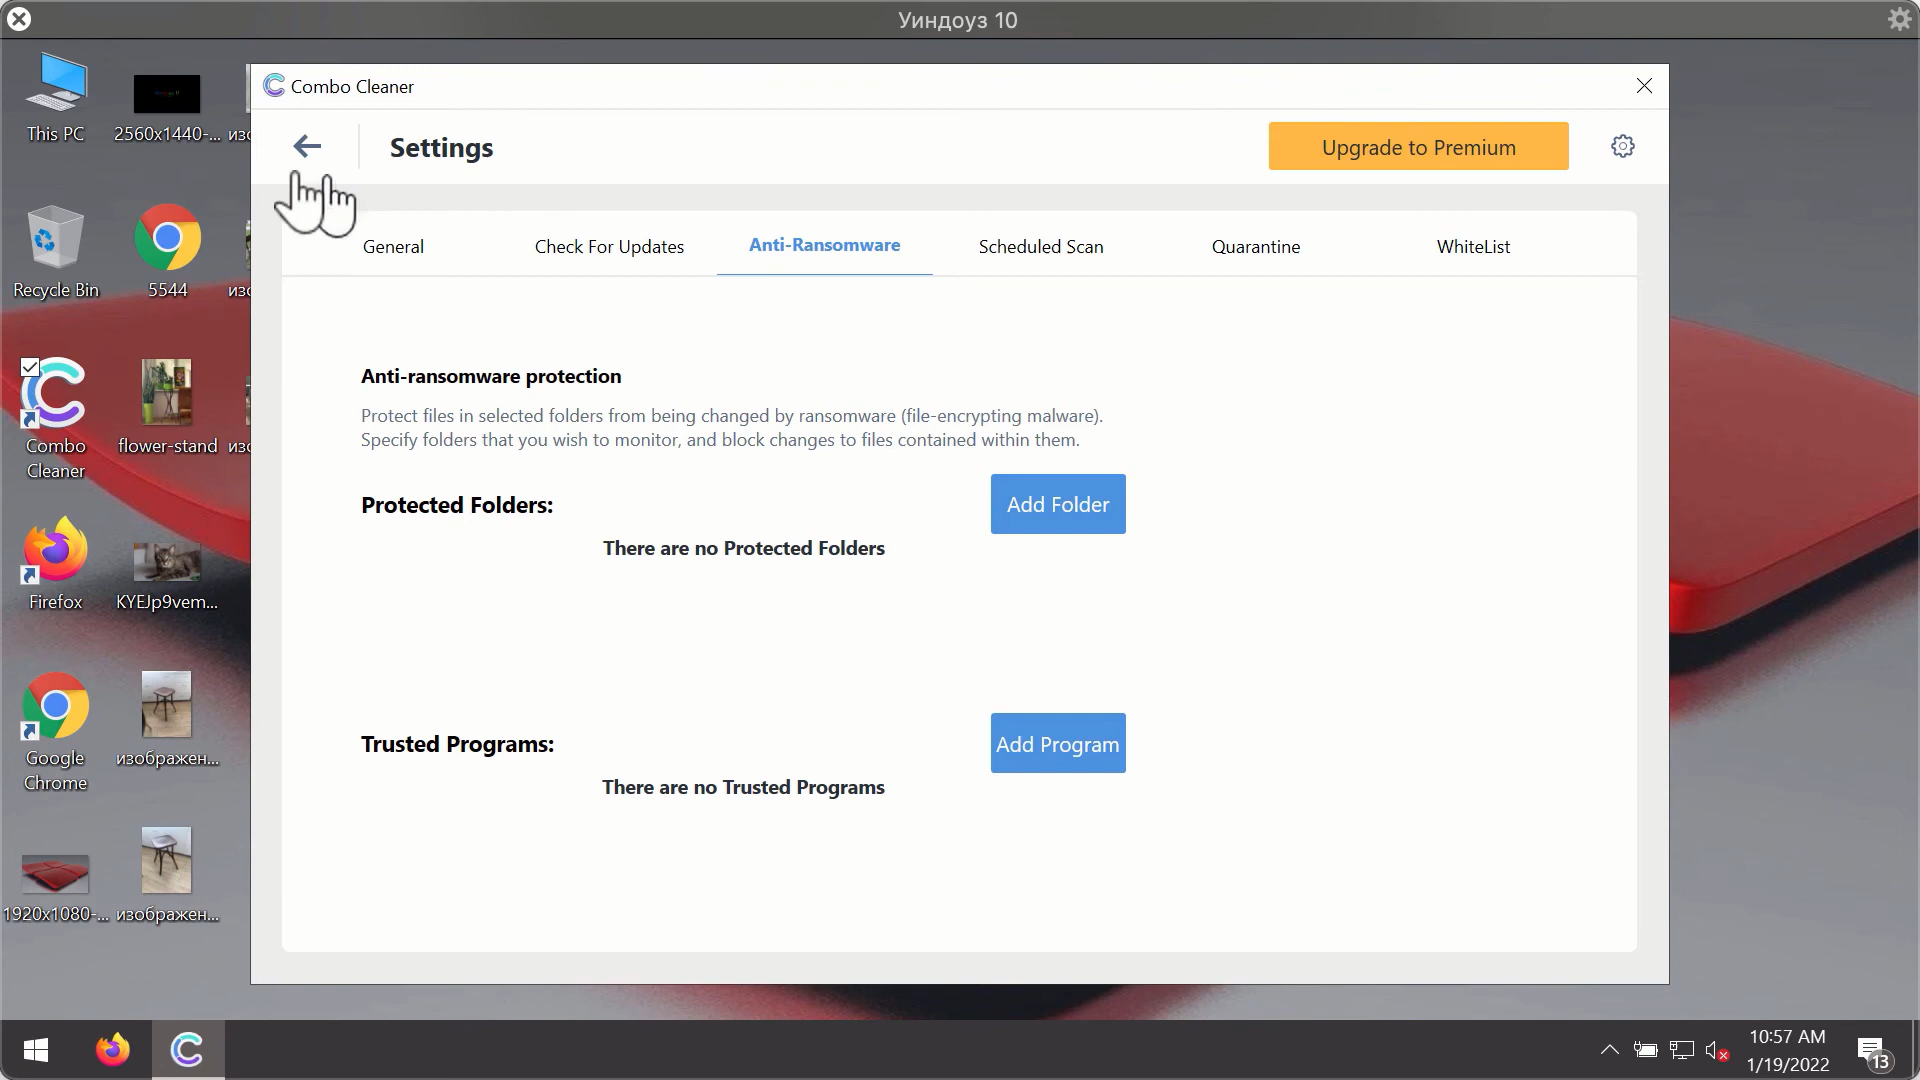 Уиндоуз 10
This PC
2560x1440-...
изо
Combo Cleaner
Settings
Upgrade to Premium
General
Check For Updates
Anti-Ransomware
Scheduled Scan
Quarantine
WhiteList
Recycle Bin
5544
изо
Anti-ransomware protection
Protect files in selected folders from being changed by ransomware (file-encrypting malware).
Specify folders that you wish to monitor, and block changes to files contained within them.
Combo
Cleaner
flower-stand
изо
Protected Folders:
Add Folder
There are no Protected Folders
Firefox
KYEJp9vem...
Trusted Programs:
Add Program
There are no Trusted Programs
Google
Chrome
изображен...
1920x1080-...
изображен...
10:57 AM
1/19/2022
13